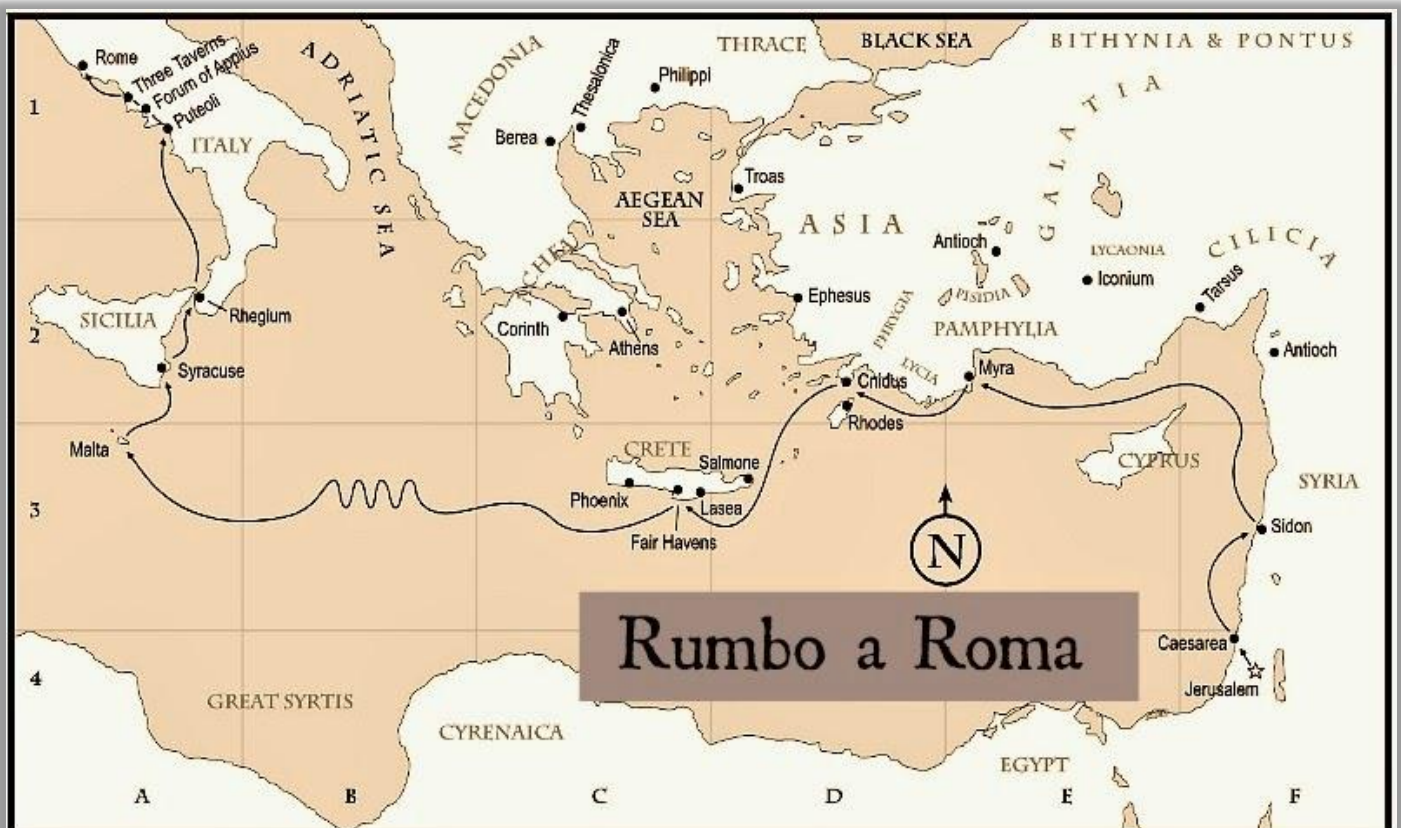 Rome
Three Taverns
Forum of Appius
Puteoli
ITALY
ADRIATIC SEA
MACEDONIA
Thesalonica
Philippi
Berea
THRACE
BLACK SEA
BITHYNIA & PONTUS
GALATIA
1
AEGEAN
SEA
Troas
ASIA
Antioch
LYCAONIA
Iconium
CILICIA
Tarsus
PISIDIA
PHRYGIA
PAMPHYLIA
LYCIA
Ephesus
Corinth
Athens
SICILIA
Rhegium
2
Syracuse
Cnidus
Rhodes
Myra
Antioch
Malta
CRETE
Salmone
Phoenix
Lasea
Fair Havens
CYPRUS
SYRIA
3
N
Sidon
Rumbo a Roma
Caesarea
Jerusalem
4
GREAT SYRTIS
CYRENAICA
EGYPT
A B C D E F